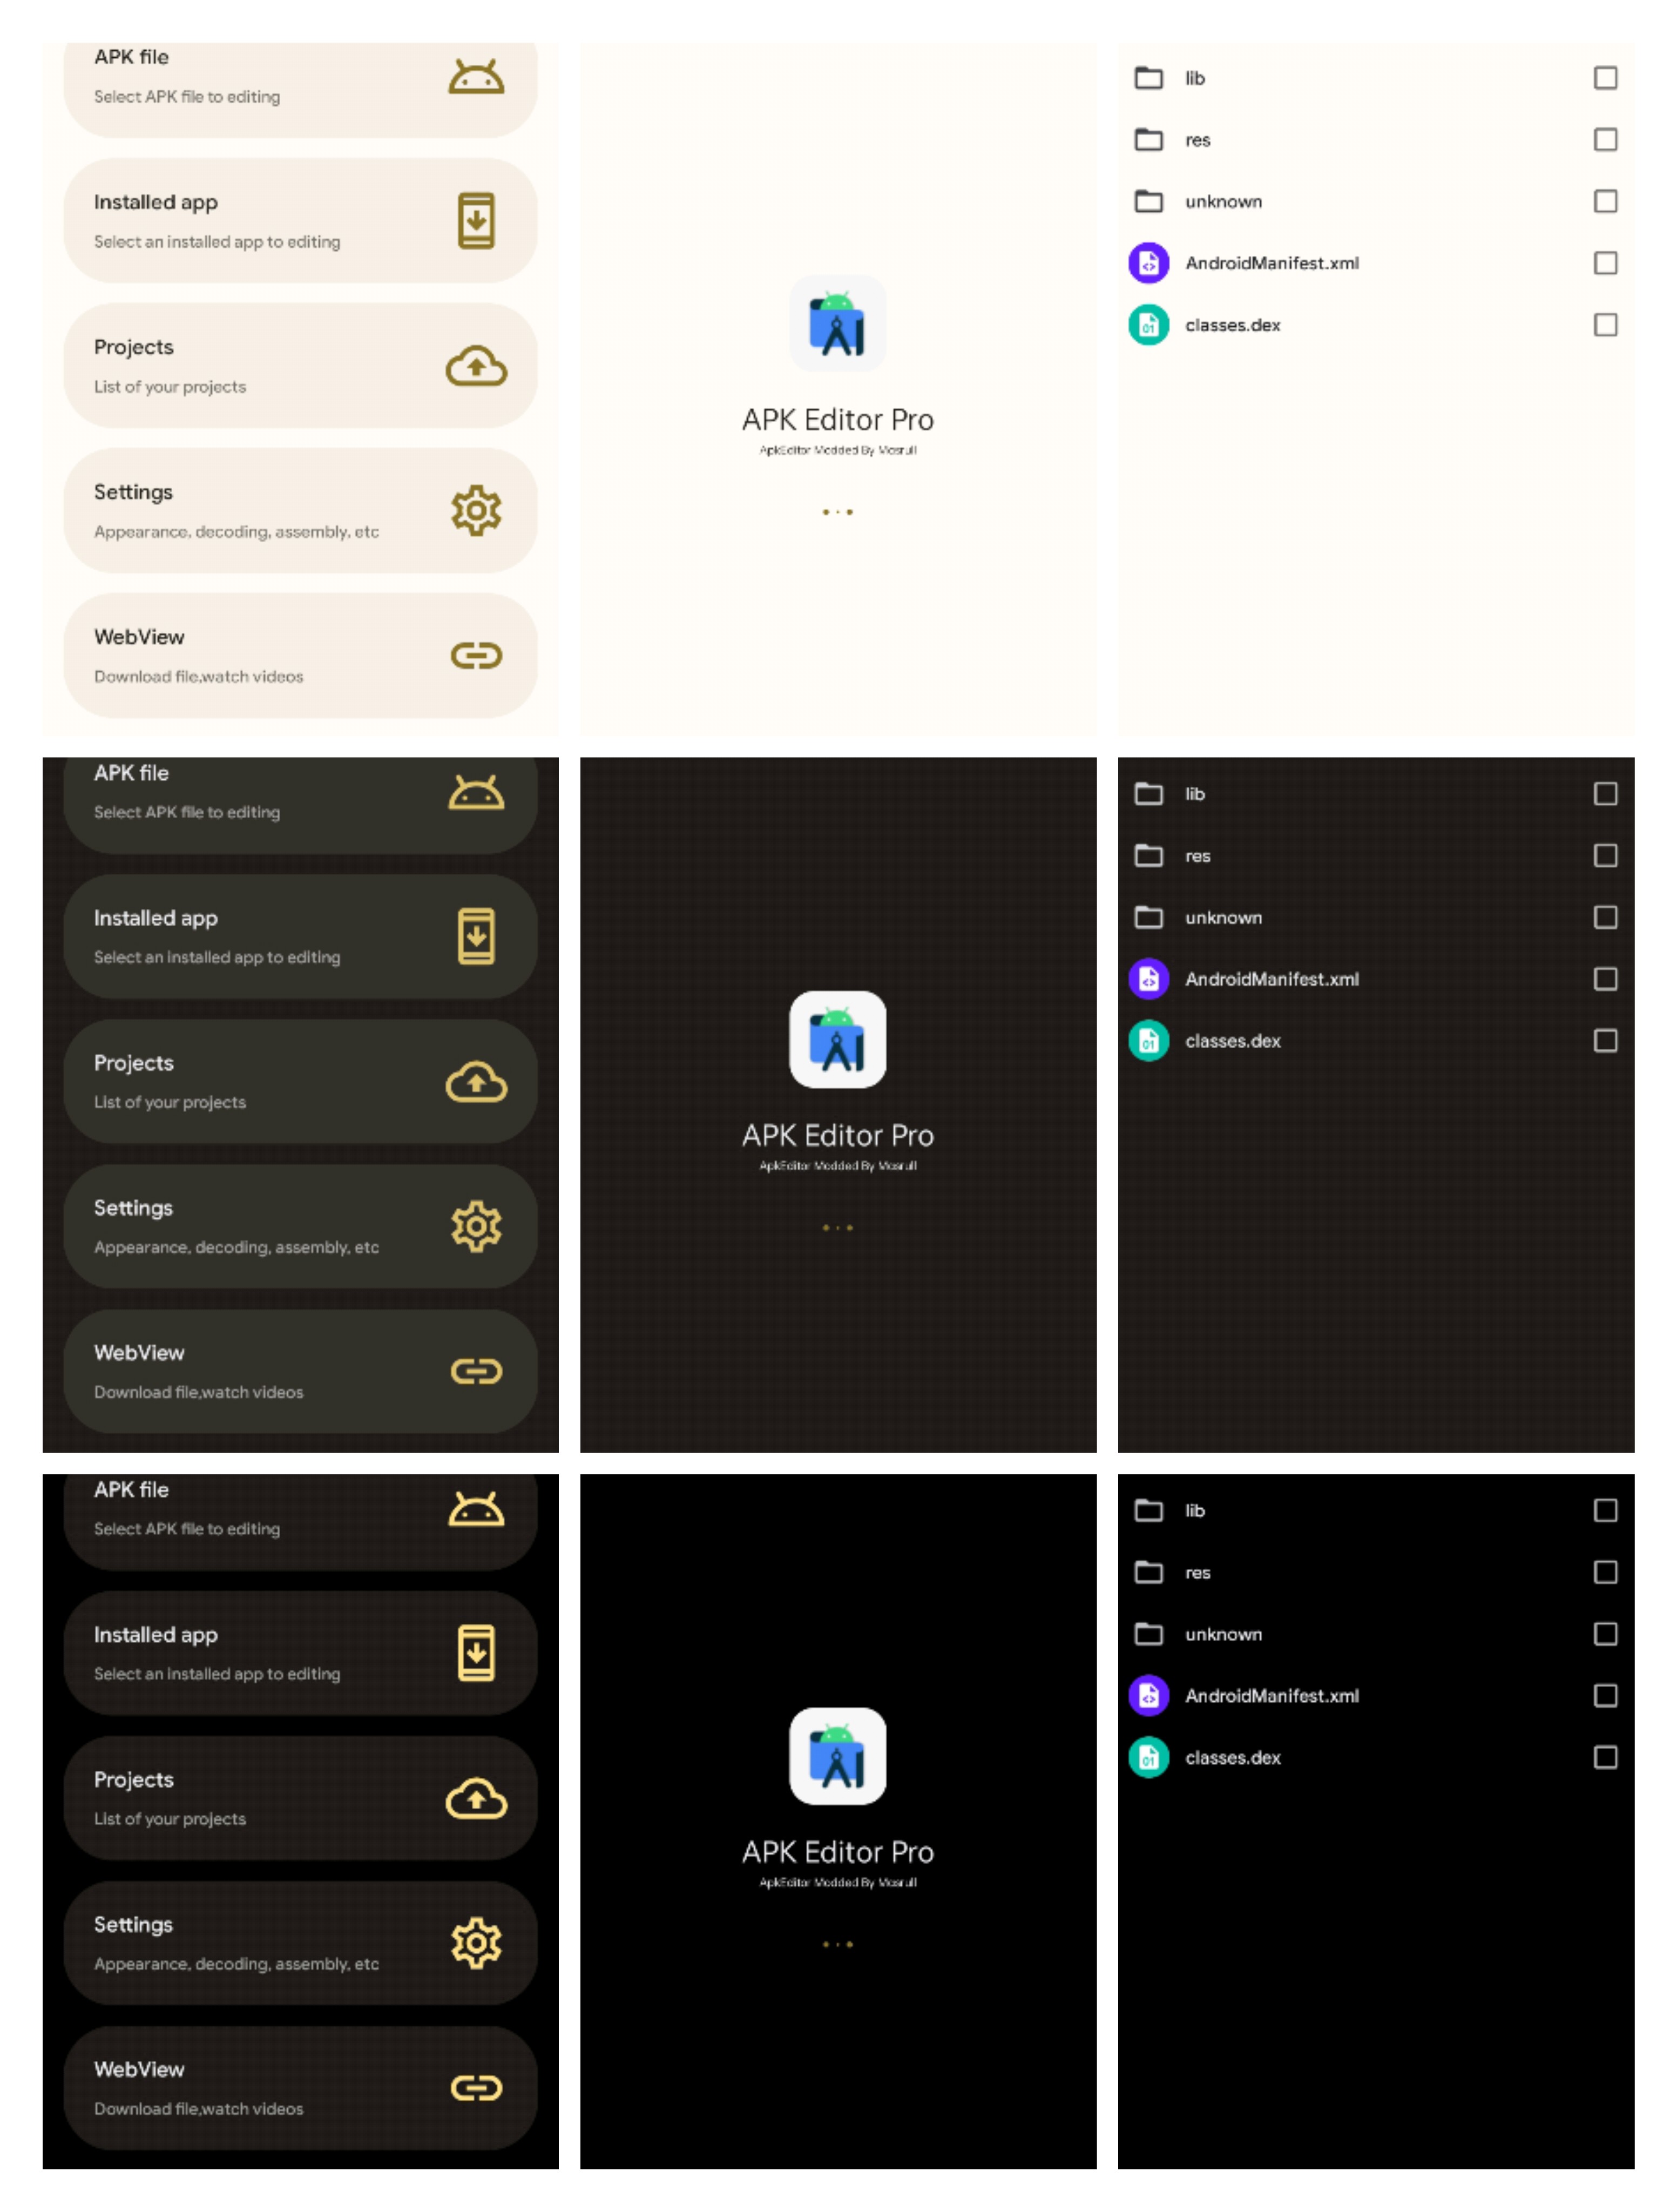 APK file
Select APK file to editing
Installed app
Select an installed app to editing
Projects
List of your projects
Settings
Appearance, decoding, assembly, etc
WebView
Download file,watch videos
APK Editor Pro
ApkEditor Modded By Mosrull
lib
res
unknown
AndroidManifest.xml
01
classes.dex
APK file
Select APK file to editing
Installed app
Select an installed app to editing
Projects
List of your projects
Settings
Appearance, decoding, assembly, etc
WebView
Download file,watch videos
APK Editor Pro
ApkEditor Modded By Mosrull
lib
res
unknown
AndroidManifest.xml
01
classes.dex
APK file
Select APK file to editing
Installed app
Select an installed app to editing
Projects
List of your projects
Settings
Appearance, decoding, assembly, etc
WebView
Download file,watch videos
APK Editor Pro
ApkEditor Modded By Mosrull
lib
res
unknown
AndroidManifest.xml
01
classes.dex